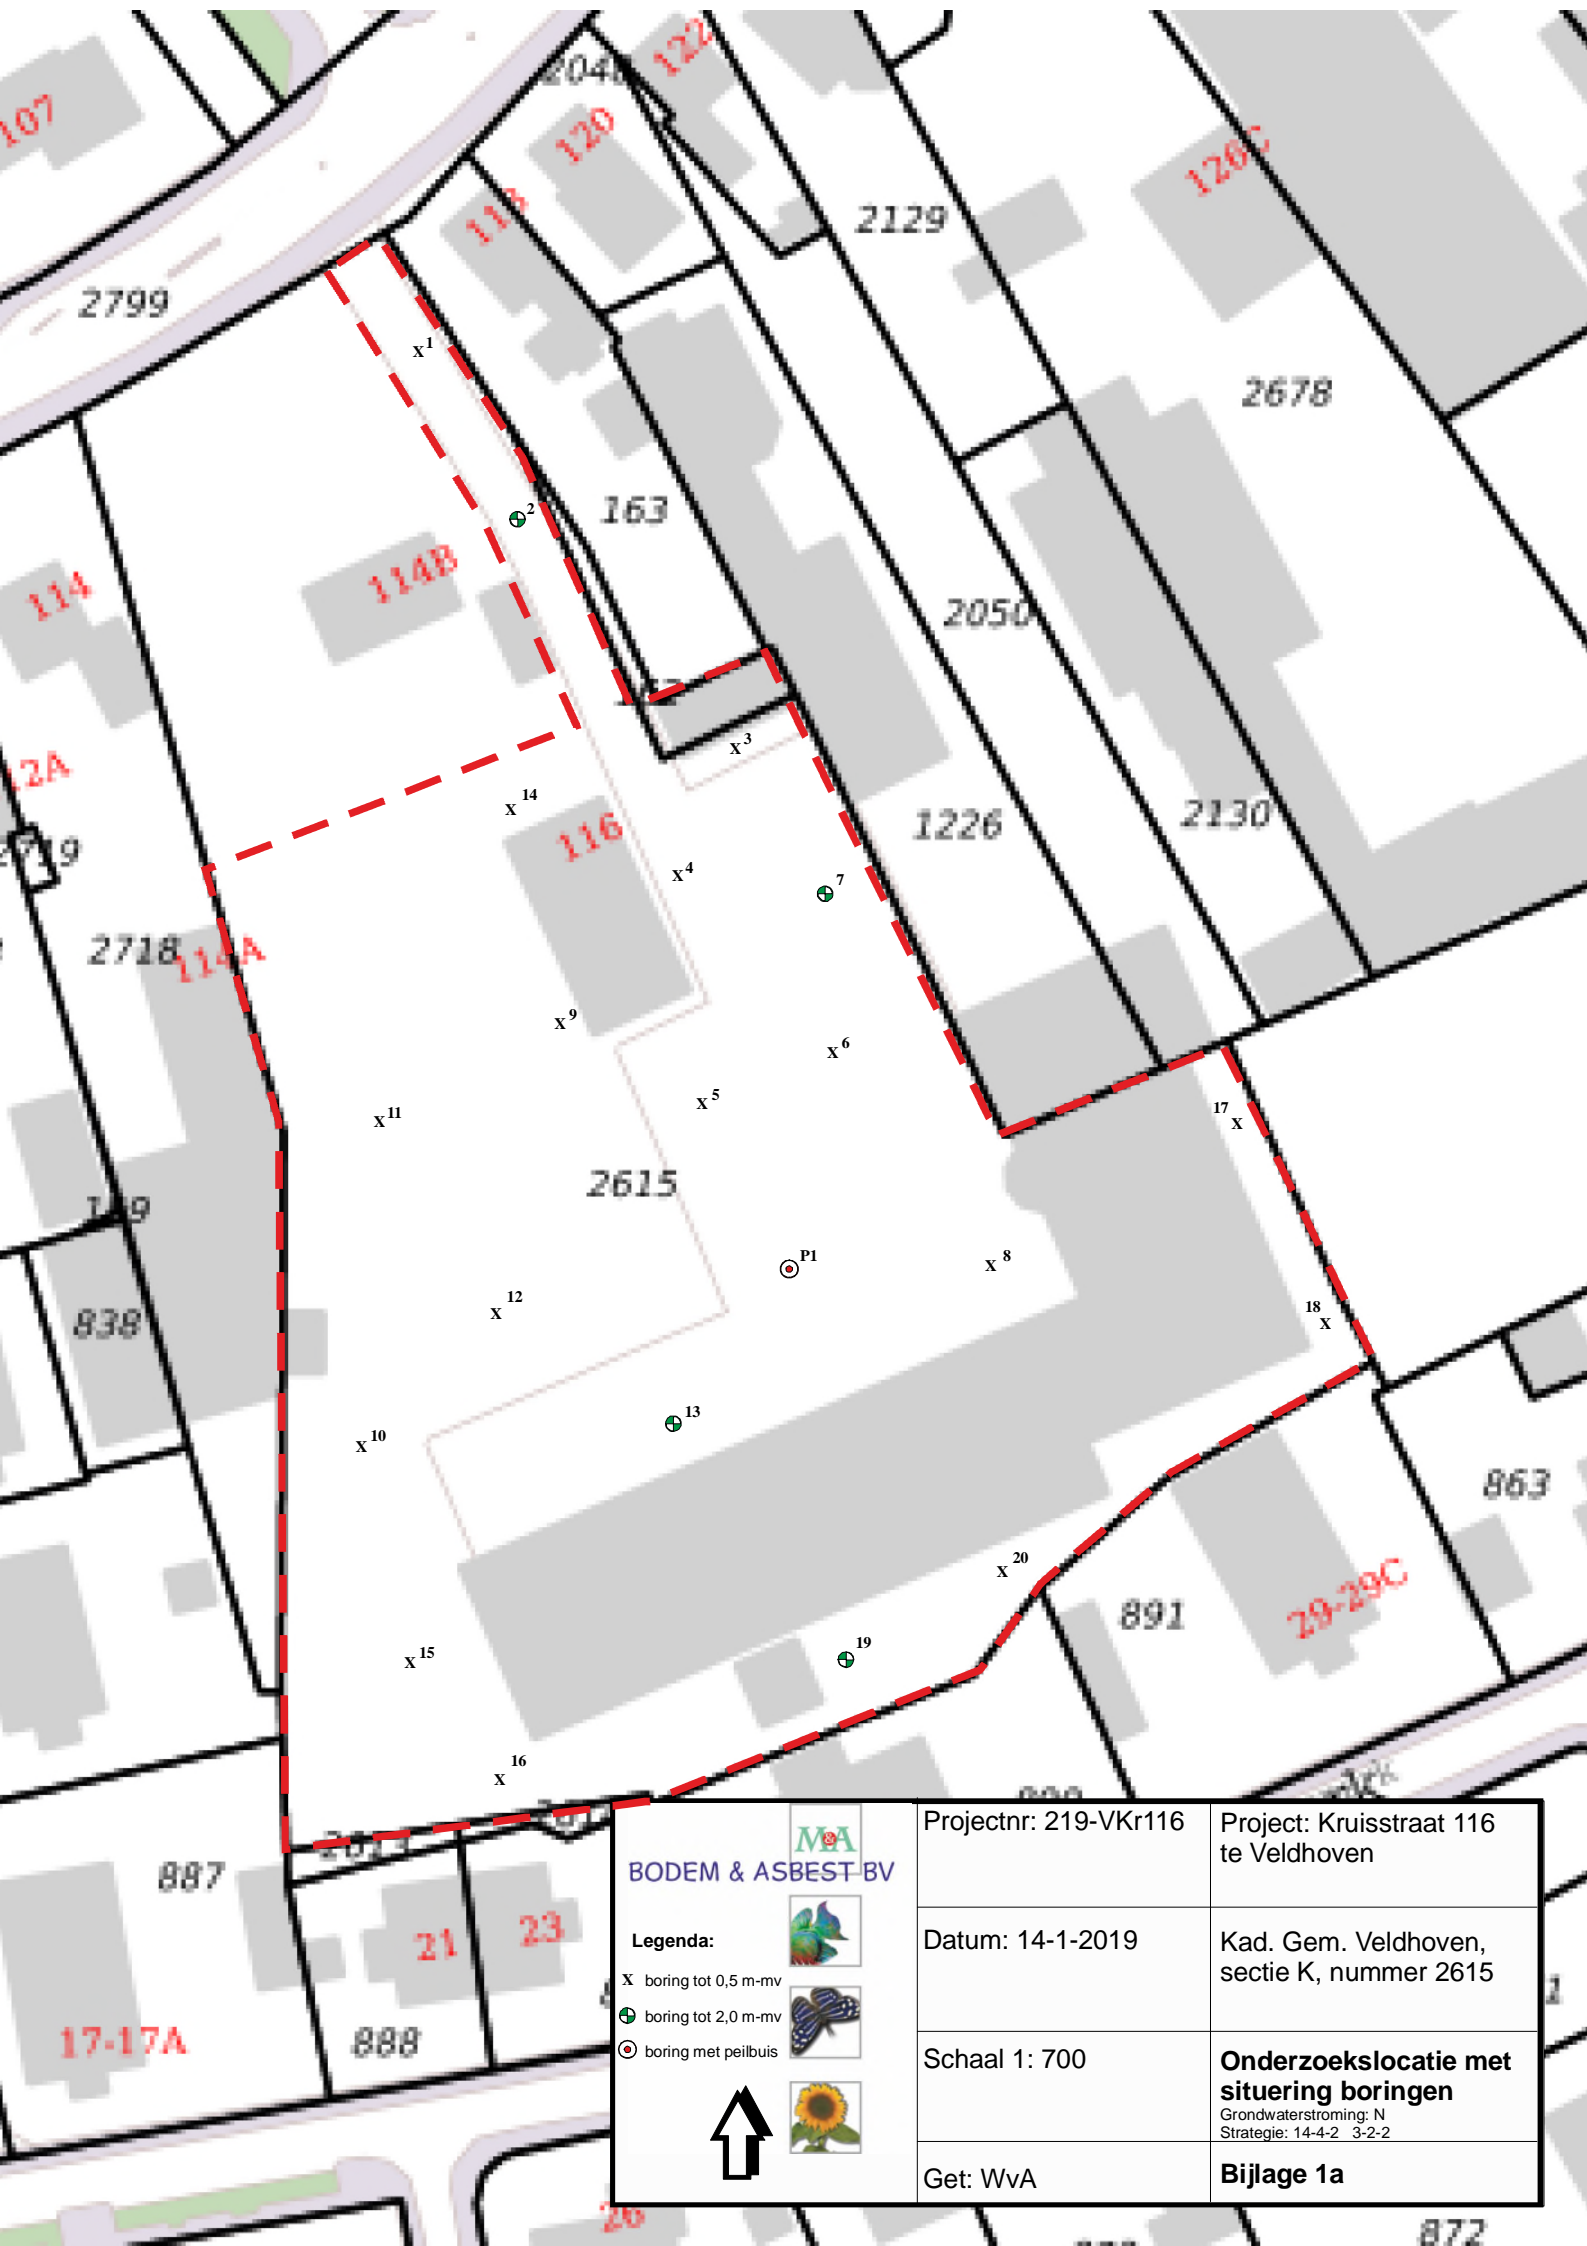 122
107
120
113
126C
2129
2799
2678
x 1
2
163
114B
114
2050
x 3
12A
x 14
116
1226
2130
2719
x 4
7
2718
114A
x 9
x 6
x 5
17 x
x 11
2615
P1
x 8
18 x
x 12
838
13
x 10
863
x 20
29-29C
891
x 15
19
x 16
887
21
23
17-17A
888
26
872
M&A
BODEM & ASBEST BV
Legenda:
x boring tot 0,5 m-mv
boring tot 2,0 m-mv
boring met peilbuis
Projectnr: 219-VKr116
Project: Kruisstraat 116
te Veldhoven
Datum: 14-1-2019
Kad. Gem. Veldhoven,
sectie K, nummer 2615
Schaal 1: 700
Onderzoekslocatie met
situering boringen
Grondwaterstroming: N
Strategie: 14-4-2 3-2-2
Get: WvA
Bijlage 1a